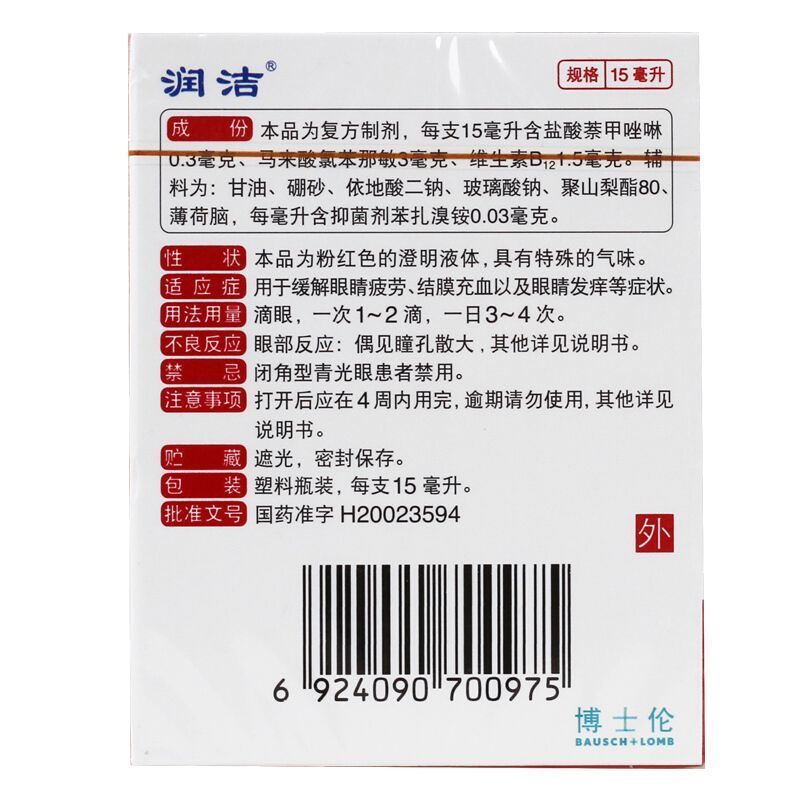 润洁®
规格 15毫升
成份 本品为复方制剂，每支15毫升含盐酸萘甲唑啉
0.3毫克、马来酸氯苯那敏3毫克、维生素B₁₂1.5毫克。辅
料为：甘油、硼砂、依地酸二钠、玻璃酸钠、聚山梨酯80、
薄荷脑，每毫升含抑菌剂苯扎溴铵0.03毫克。
性状 本品为粉红色的澄明液体，具有特殊的气味。
适应症 用于缓解眼睛疲劳、结膜充血以及眼睛发痒等症状。
用法用量 滴眼，一次1~2滴，一日3~4次。
不良反应 眼部反应：偶见瞳孔散大，其他详见说明书。
禁忌 闭角型青光眼患者禁用。
注意事项 打开后应在4周内用完，逾期请勿使用，其他详见
说明书。
贮藏 遮光，密封保存。
包装 塑料瓶装，每支15毫升。
批准文号 国药准字H20023594
外
6 924090 700975
博士伦
BAUSCH+LOMB